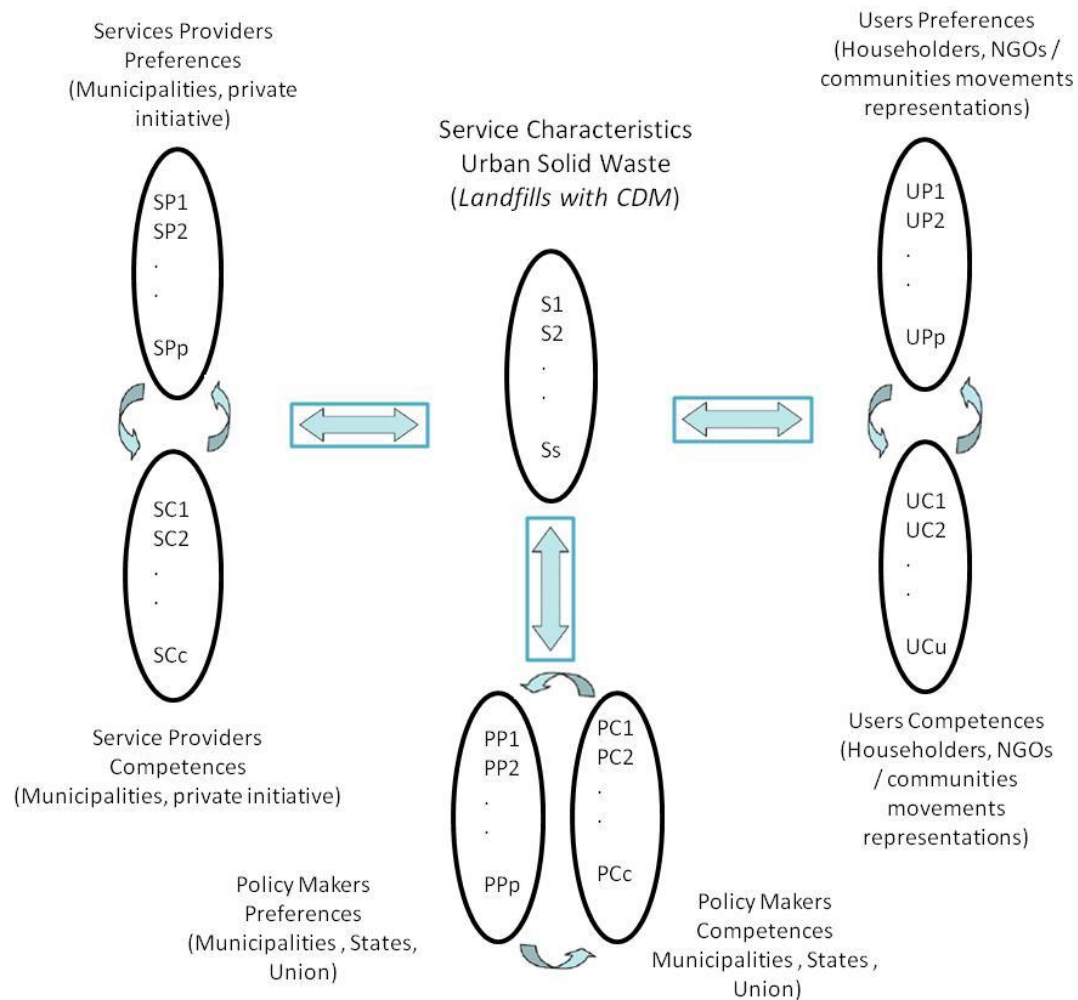 Services Providers
Preferences
(Municipalities, private
initiative)
SP1
SP2
.
.
SPp
SC1
SC2
.
.
SCc
Service Providers
Competences
(Municipalities, private initiative)
Service Characteristics
Urban Solid Waste
(Landfills with CDM)
S1
S2
.
.
Ss
Users Preferences
(Householders, NGOs /
communities movements
representations)
UP1
UP2
.
.
UPp
UC1
UC2
.
.
UCu
Users Competences
(Householders, NGOs
/ communities
movements
representations)
PP1
PP2
.
.
PPp
Policy Makers
Preferences
(Municipalities , States,
Union)
PC1
PC2
.
.
PCc
Policy Makers
Competences
Municipalities , States ,
Union)